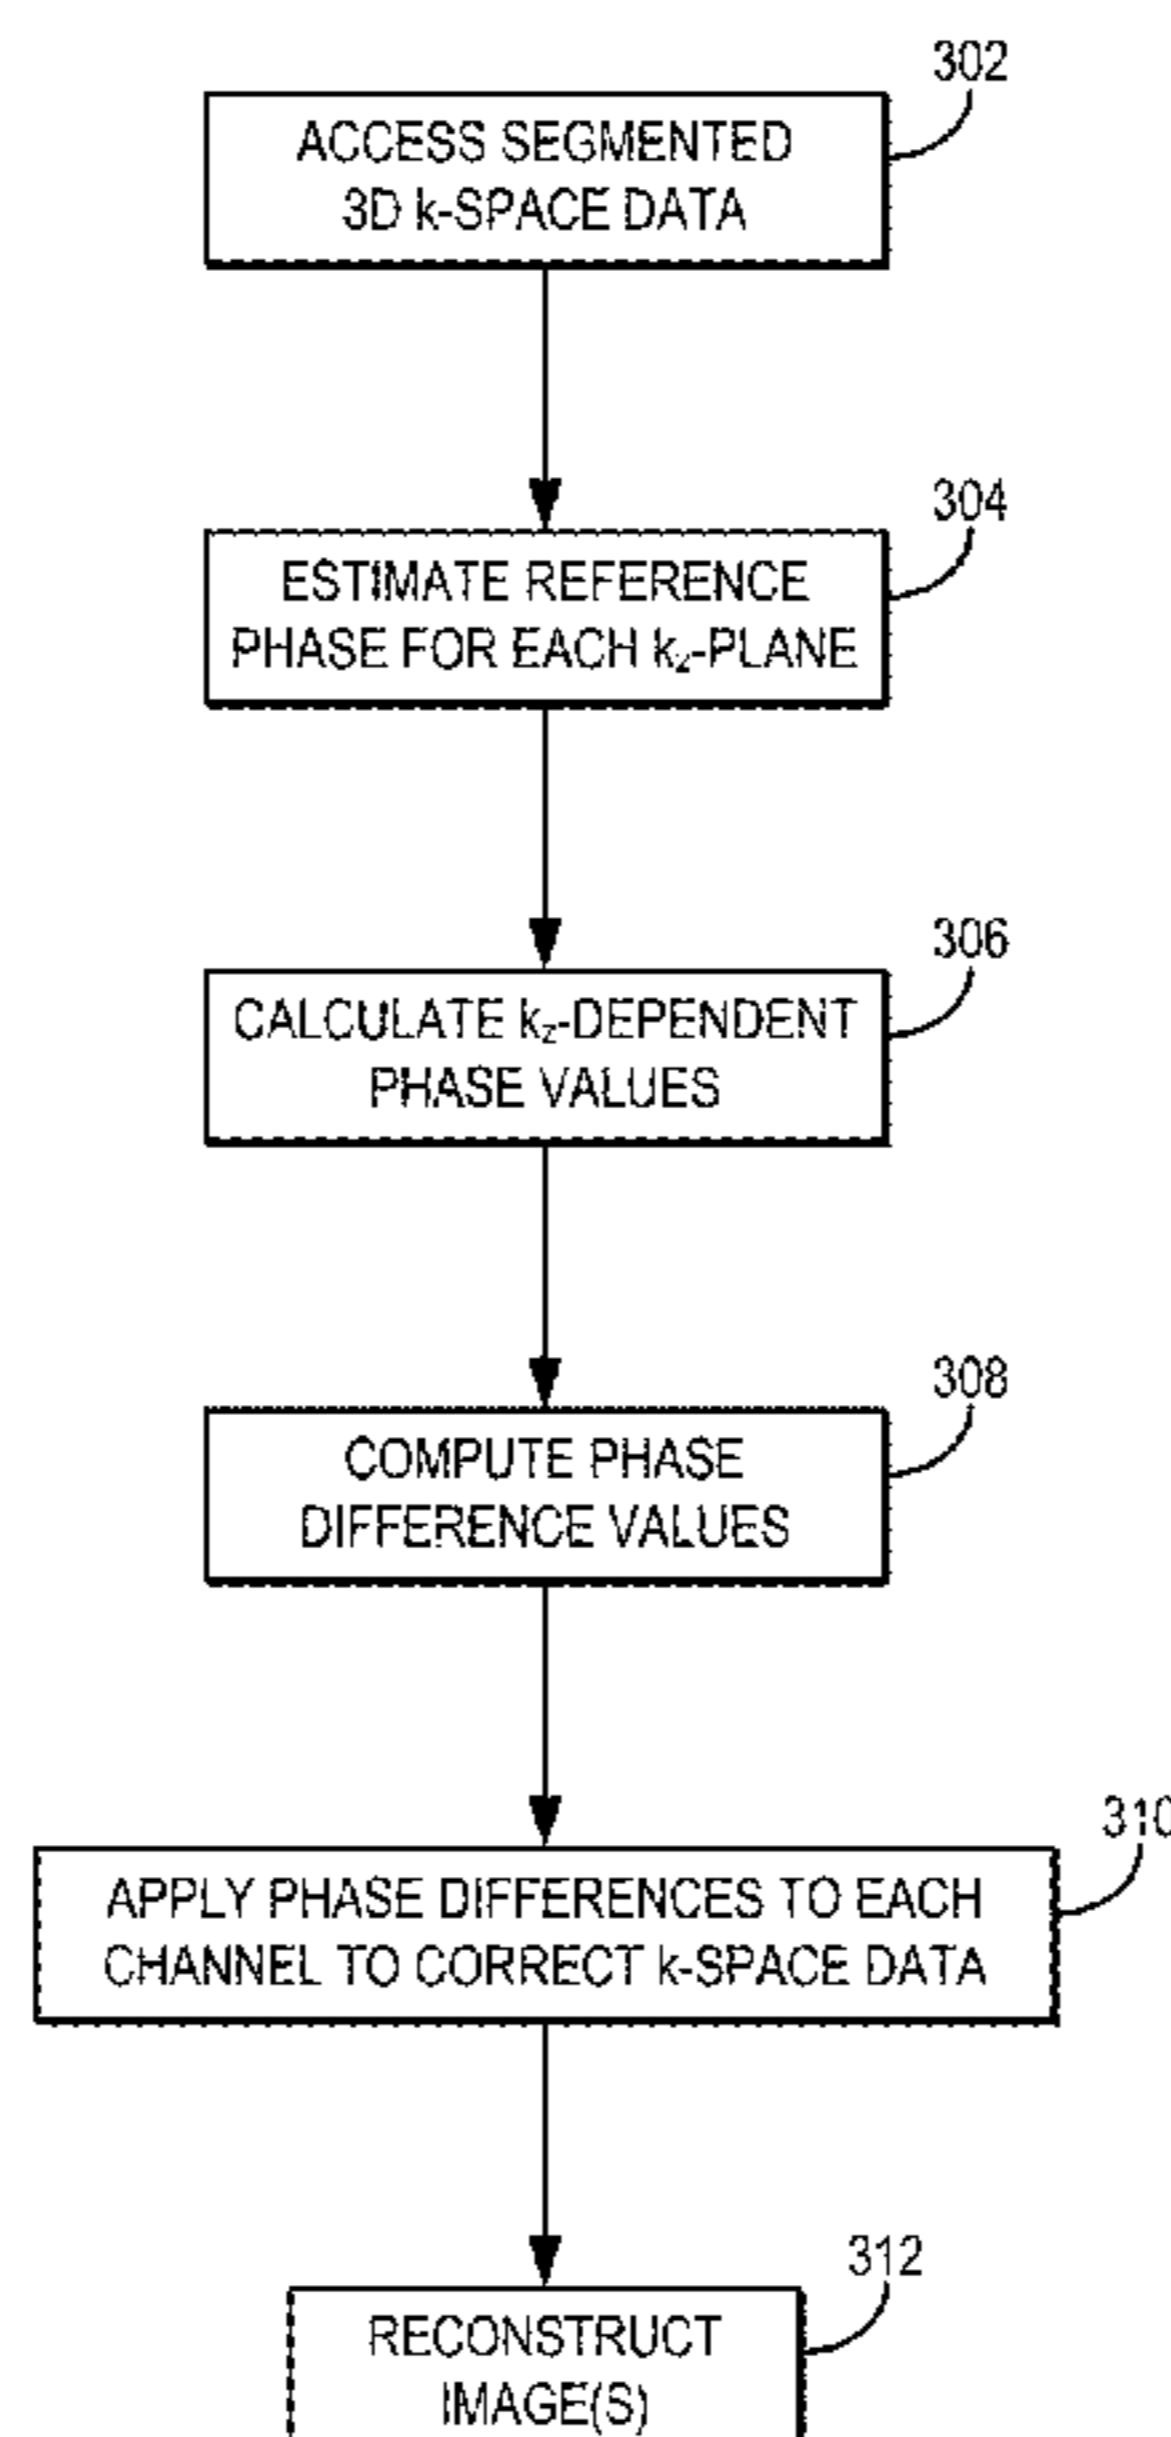 302
ACCESS SEGMENTED
3D k-SPACE DATA
304
ESTIMATE REFERENCE
PHASE FOR EACH kz-PLANE
306
CALCULATE kz-DEPENDENT
PHASE VALUES
308
COMPUTE PHASE
DIFFERENCE VALUES
310
APPLY PHASE DIFFERENCES TO EACH
CHANNEL TO CORRECT k-SPACE DATA
312
RECONSTRUCT
IMAGE(S)